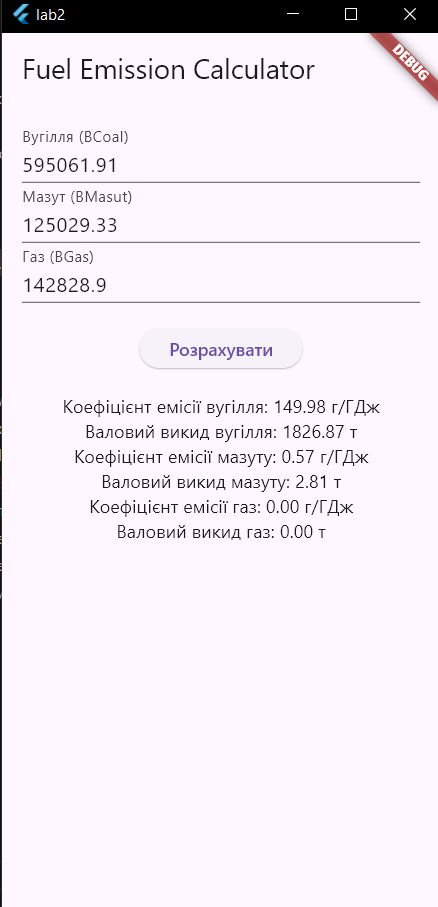 lab2
DEBUG
Fuel Emission Calculator
Вугілля (BCoal)
595061.91
Мазут (BMasut)
125029.33
Газ (BGas)
142828.9
Розрахувати
Коефіцієнт емісії вугілля: 149.98 г/ГДж
Валовий викид вугілля: 1826.87 т
Коефіцієнт емісії мазуту: 0.57 г/ГДж
Валовий викид мазуту: 2.81 т
Коефіцієнт емісії газ: 0.00 г/ГДж
Валовий викид газ: 0.00 т